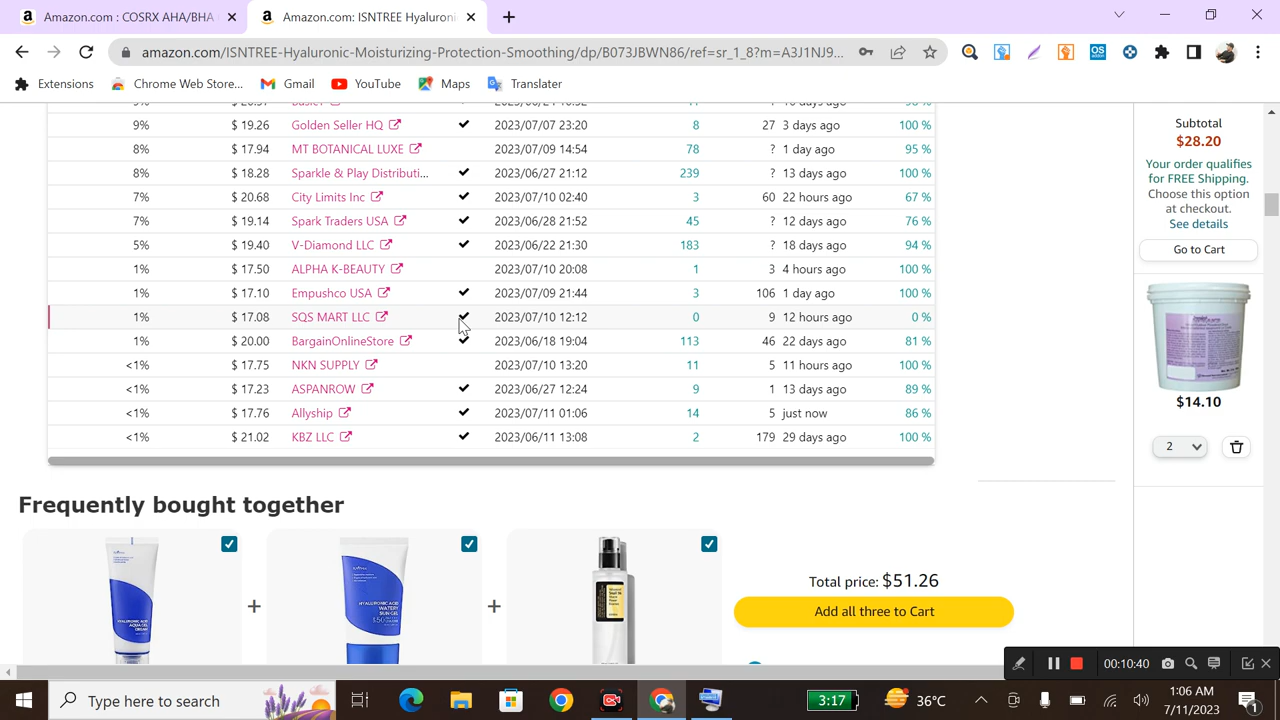 Amazon.com : COSRX AHA/BHA
Amazon.com: ISNTREE Hyaluronic
amazon.com/ISNTREE-Hyaluronic-Moisturizing-Protection-Smoothing/dp/B073JBWN86/ref=sr_1_8?m=A3J1NJ9...
Extensions
Chrome Web Store...
Gmail
YouTube
Maps
Translater
9% $ 19.26 Golden Seller HQ 2023/07/07 23:20 8 27 3 days ago 100 %
8% $ 17.94 MT BOTANICAL LUXE 2023/07/09 14:54 78 ? 1 day ago 95 %
8% $ 18.28 Sparkle & Play Distributi... 2023/06/27 21:12 239 ? 13 days ago 100 %
7% $ 20.68 City Limits Inc 2023/07/10 02:40 3 60 22 hours ago 67 %
7% $ 19.14 Spark Traders USA 2023/06/28 21:52 45 ? 12 days ago 76 %
5% $ 19.40 V-Diamond LLC 2023/06/22 21:30 183 ? 18 days ago 94 %
1% $ 17.50 ALPHA K-BEAUTY 2023/07/10 20:08 1 3 4 hours ago 100 %
1% $ 17.10 Empushco USA 2023/07/09 21:44 3 106 1 day ago 100 %
1% $ 17.08 SQS MART LLC 2023/07/10 12:12 0 9 12 hours ago 0 %
1% $ 20.00 BargainOnlineStore 2023/06/18 19:04 113 46 22 days ago 81 %
<1% $ 17.75 NKN SUPPLY 2023/07/10 13:20 11 5 11 hours ago 100 %
<1% $ 17.23 ASPANROW 2023/06/27 12:24 9 1 13 days ago 89 %
<1% $ 17.76 Allyship 2023/07/11 01:06 14 5 just now 86 %
<1% $ 21.02 KBZ LLC 2023/06/11 13:08 2 179 29 days ago 100 %
Subtotal
$28.20
Your order qualifies
for FREE Shipping.
Choose this option
at checkout.
See details
Go to Cart
$14.10
2
Frequently bought together
HYALURONIC ACID
WATERY
SUN GEL
Total price: $51.26
Add all three to Cart
00:10:40
Type here to search
3:17
36°C
1:06 AM
7/11/2023
1